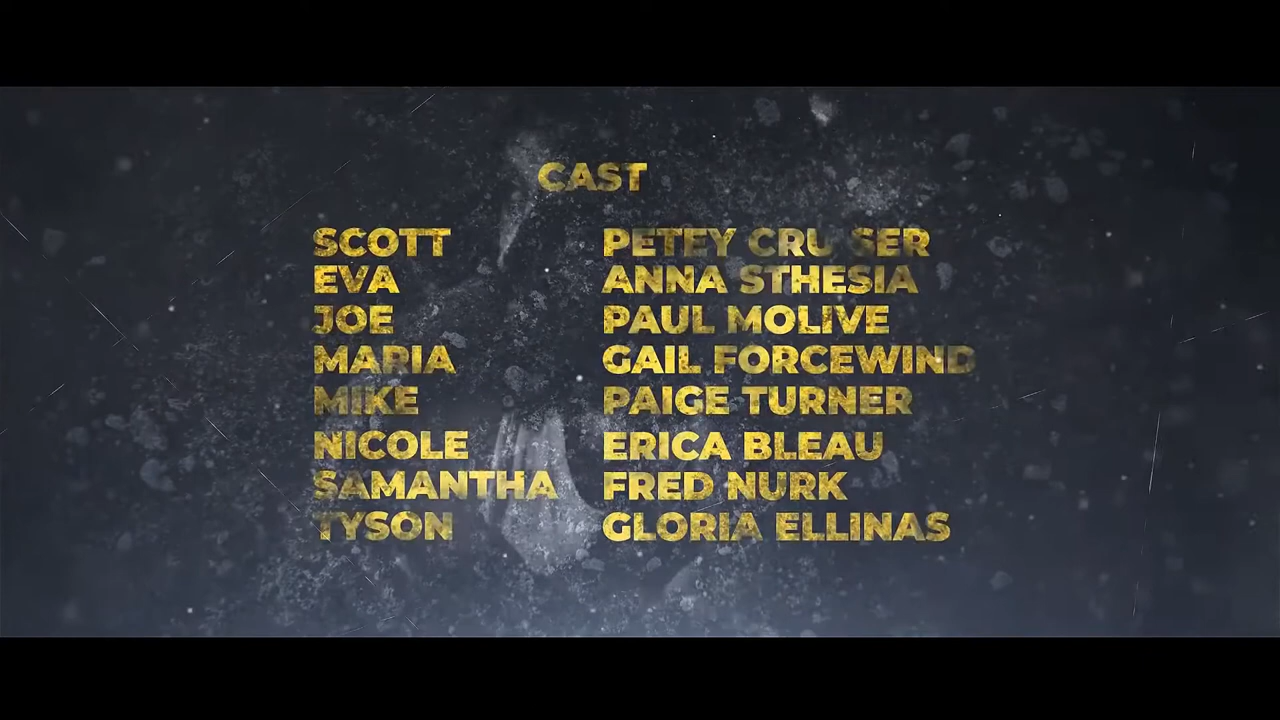 CAST
SCOTT PETEY CRUISER
EVA ANNA STHESIA
JOE PAUL MOLIVE
MARIA GAIL FORCEWIND
MIKE PAIGE TURNER
NICOLE ERICA BLEAU
SAMANTHA FRED NURK
TYSON GLORIA ELLINAS